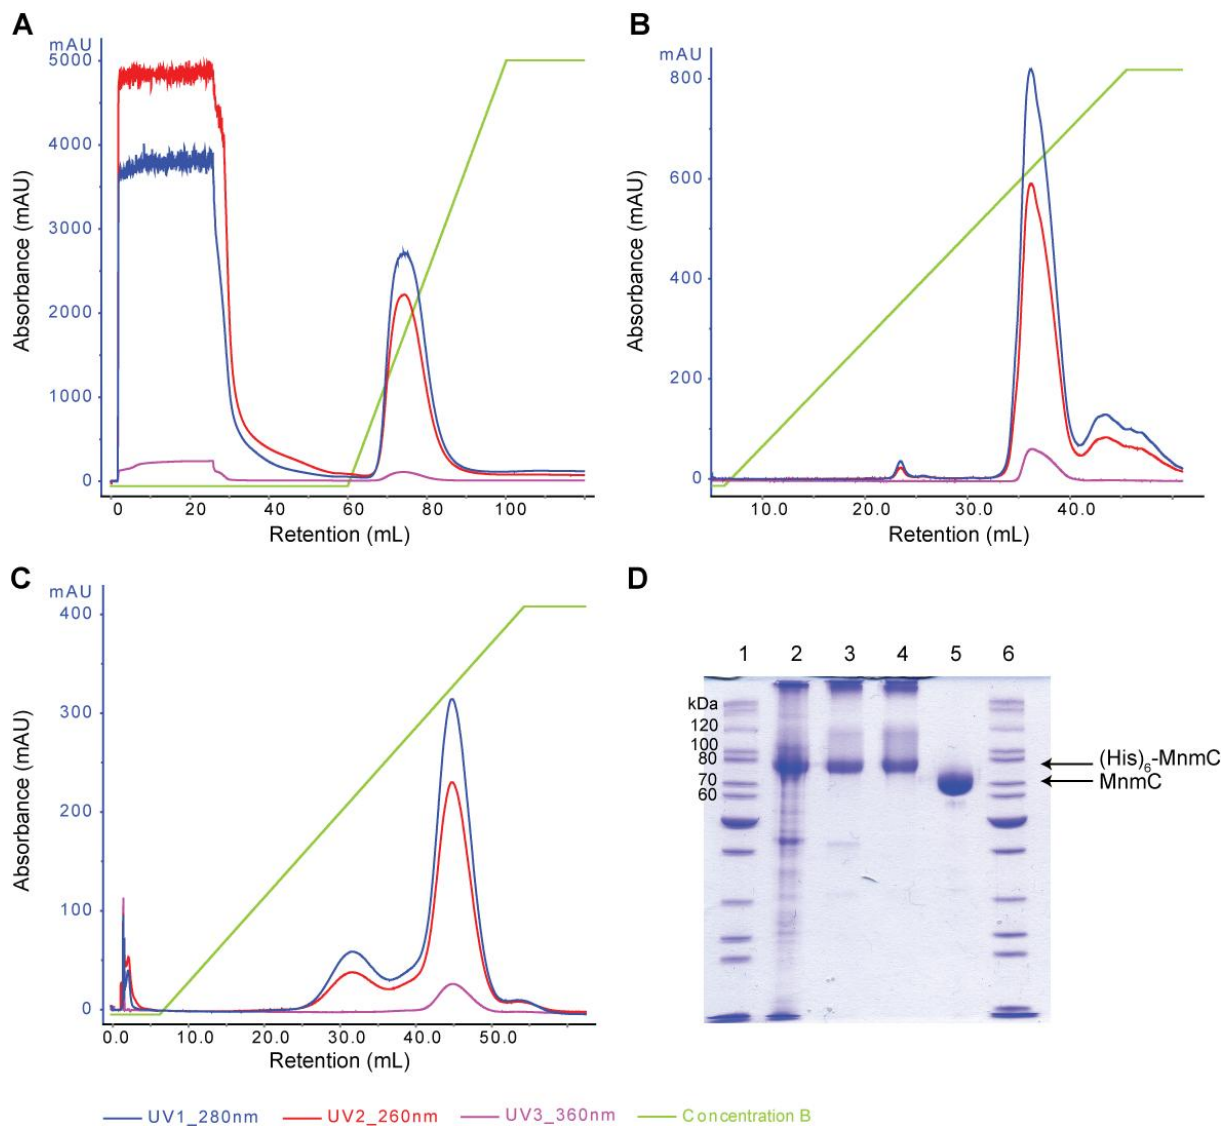 A
mAU
5000
4000
3000
2000
1000
0
Absorbance (mAU)
0 20 40 60 80 100
Retention (mL)
B
mAU
800
600
400
200
0
Absorbance (mAU)
10.0 20.0 30.0 40.0
Retention (mL)
C
mAU
400
300
200
100
0
Absorbance (mAU)
0.0 10.0 20.0 30.0 40.0 50.0
Retention (mL)
D
1 2 3 4 5 6
kDa
120
100
80
70
60
(His)6-MnmC
MnmC
UV1_280nm UV2_260nm UV3_360nm Concentration B